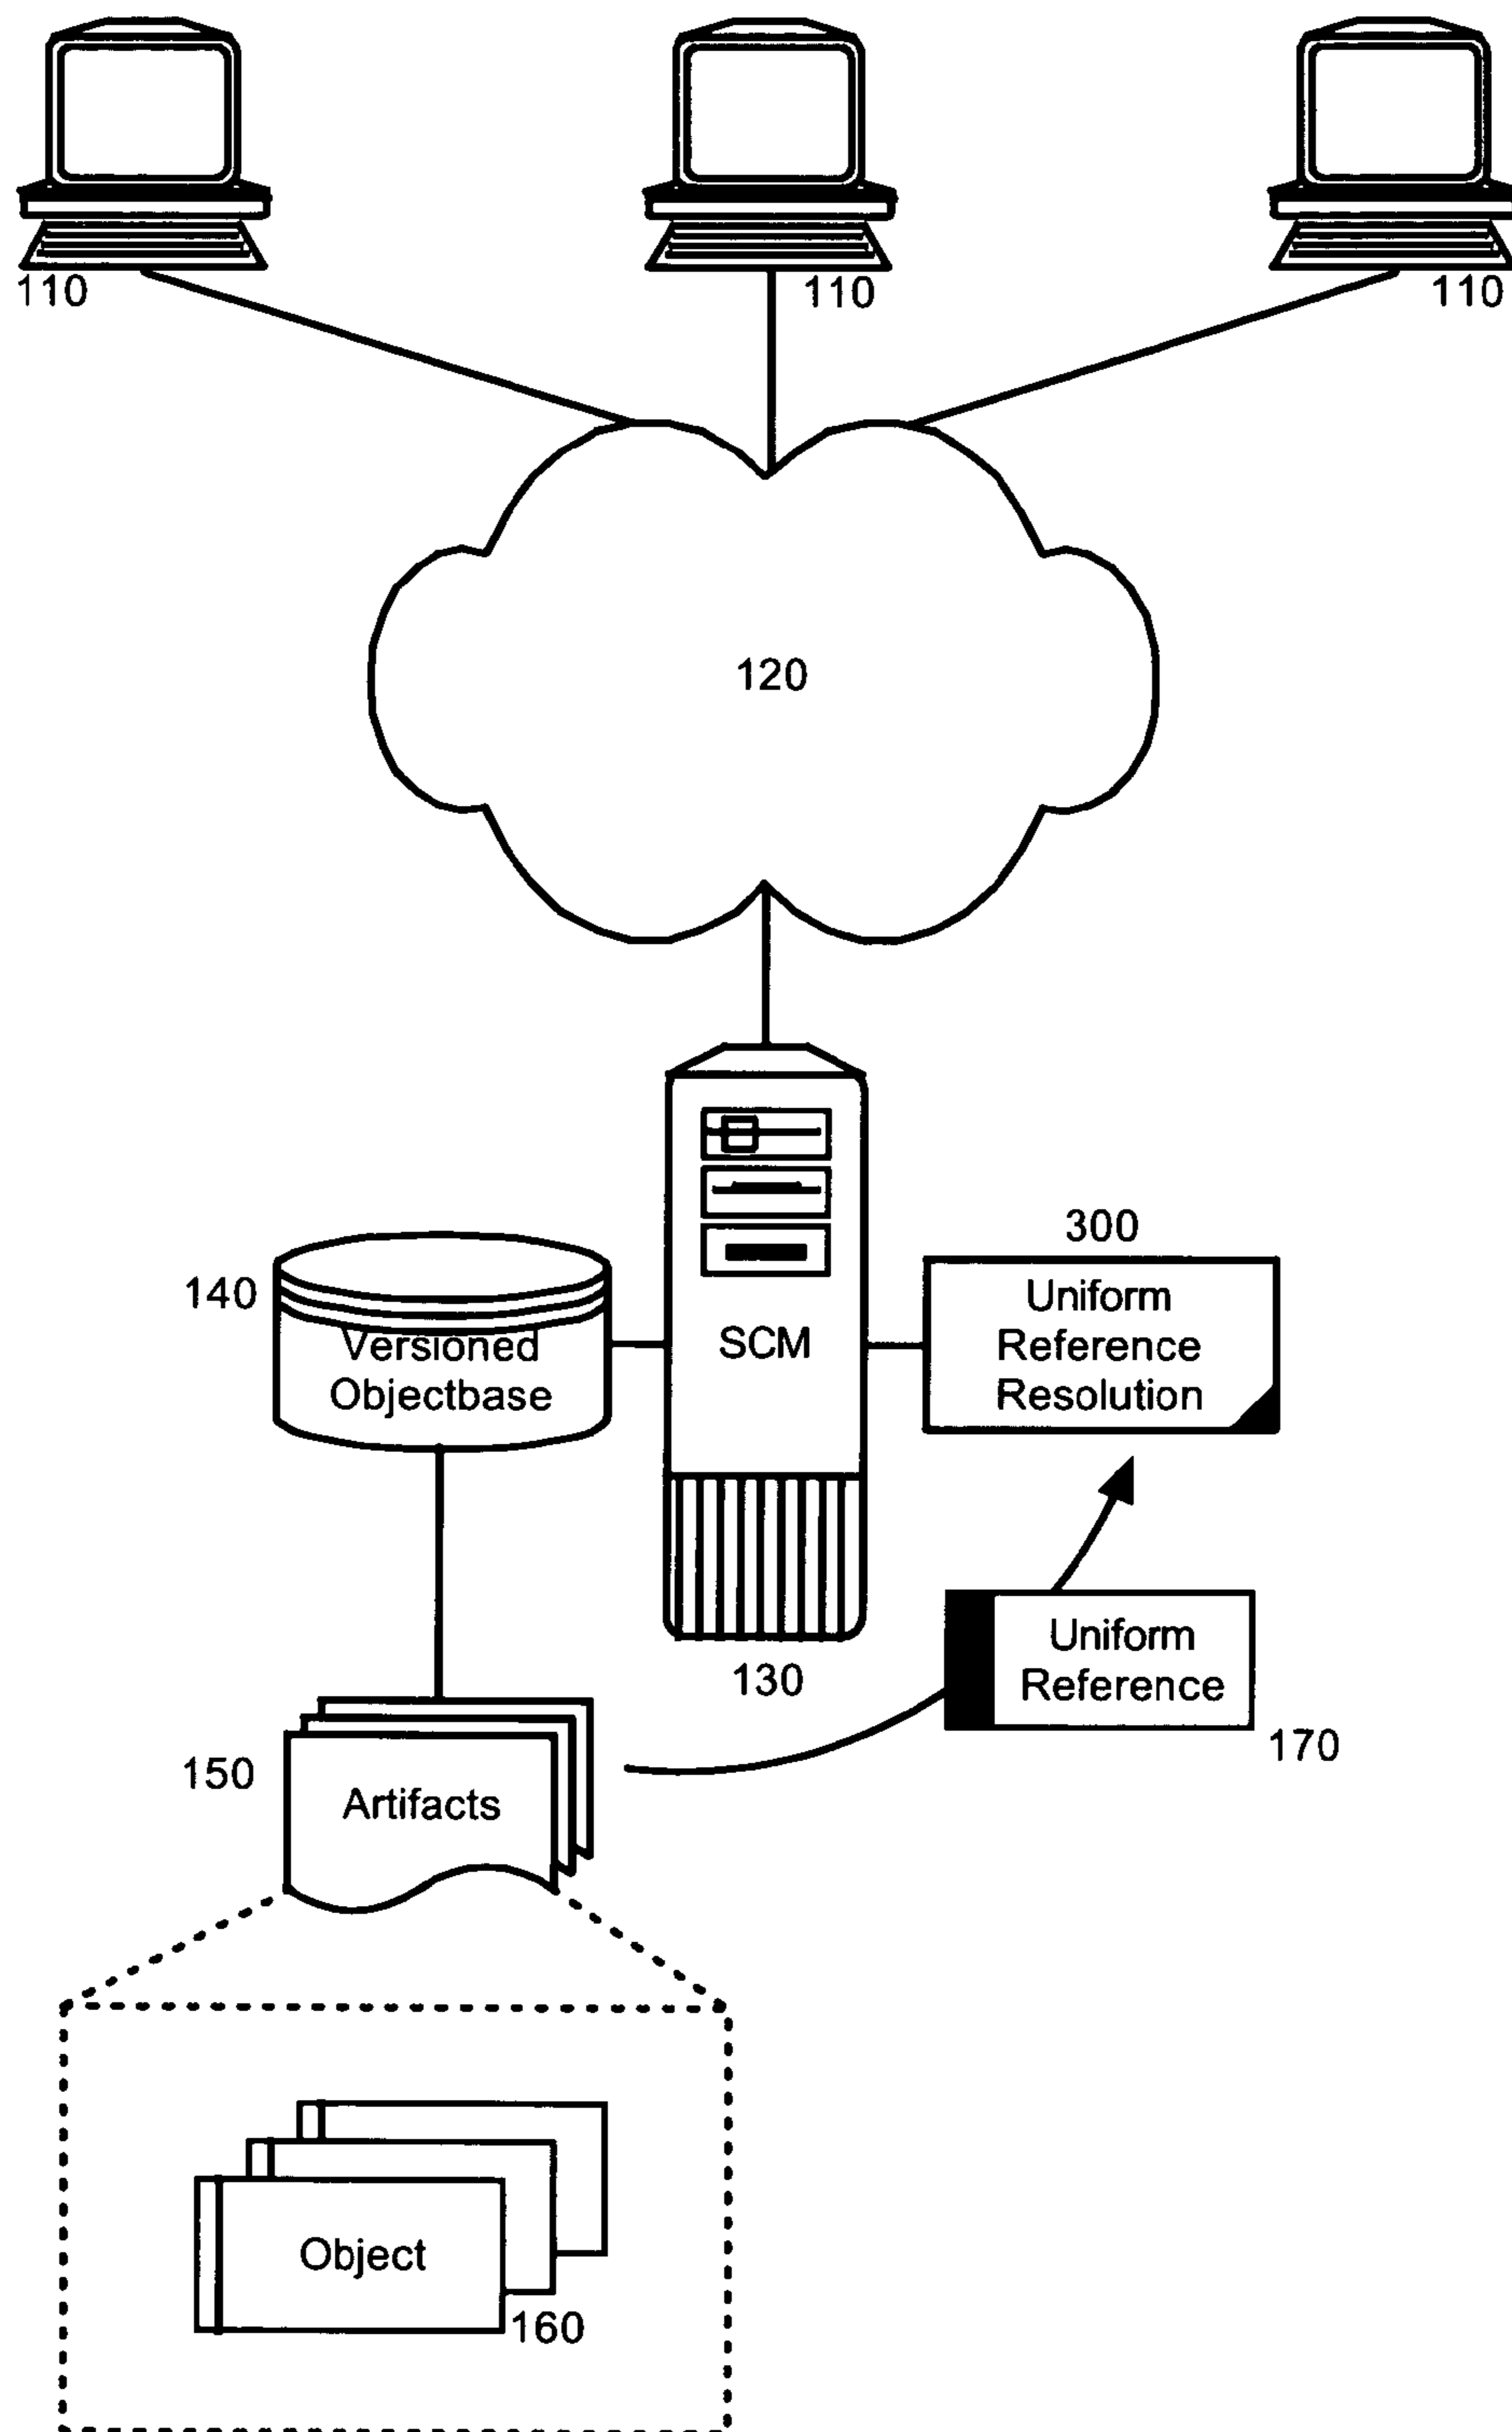 110
110
110
120
300
140
Versioned
Objectbase
SCM
Uniform
Reference
Resolution
130
Uniform
Reference
170
150
Artifacts
Object
160